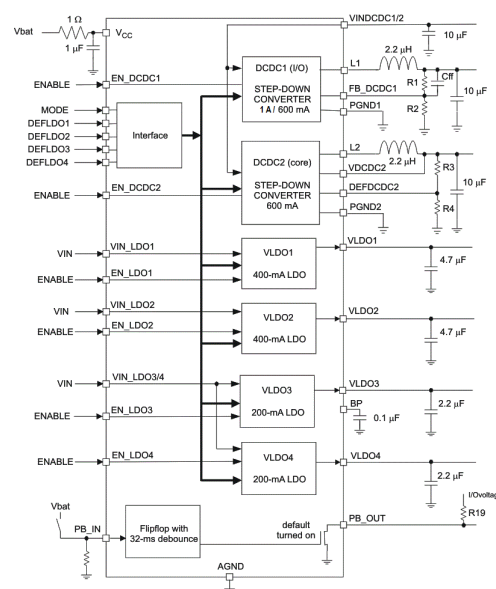 1 Ω
Vbat
VCC
1 μF
VINDCDC1/2
10 μF
DCDC1 (I/O)
STEP-DOWN
CONVERTER
1 A / 600 mA
L1
2.2 μH
R1
Cff
FB_DCDC1
R2
10 μF
PGND1
ENABLE
EN_DCDC1
MODE
DEFLDO1
DEFLDO2
DEFLDO3
DEFLDO4
Interface
DCDC2 (core)
STEP-DOWN
CONVERTER
600 mA
L2
2.2 μH
VDCDC2
R3
DEFDCDC2
R4
10 μF
PGND2
ENABLE
EN_DCDC2
VIN
VIN_LDO1
ENABLE
EN_LDO1
VLDO1
400-mA LDO
VLDO1
4.7 μF
VIN
VIN_LDO2
ENABLE
EN_LDO2
VLDO2
400-mA LDO
VLDO2
4.7 μF
VIN
VIN_LDO3/4
ENABLE
EN_LDO3
VLDO3
200-mA LDO
VLDO3
2.2 μF
BP
0.1 μF
ENABLE
EN_LDO4
VLDO4
200-mA LDO
VLDO4
2.2 μF
I/Ovoltage
R19
Vbat
PB_IN
Flipflop with
32-ms debounce
default
turned on
PB_OUT
AGND